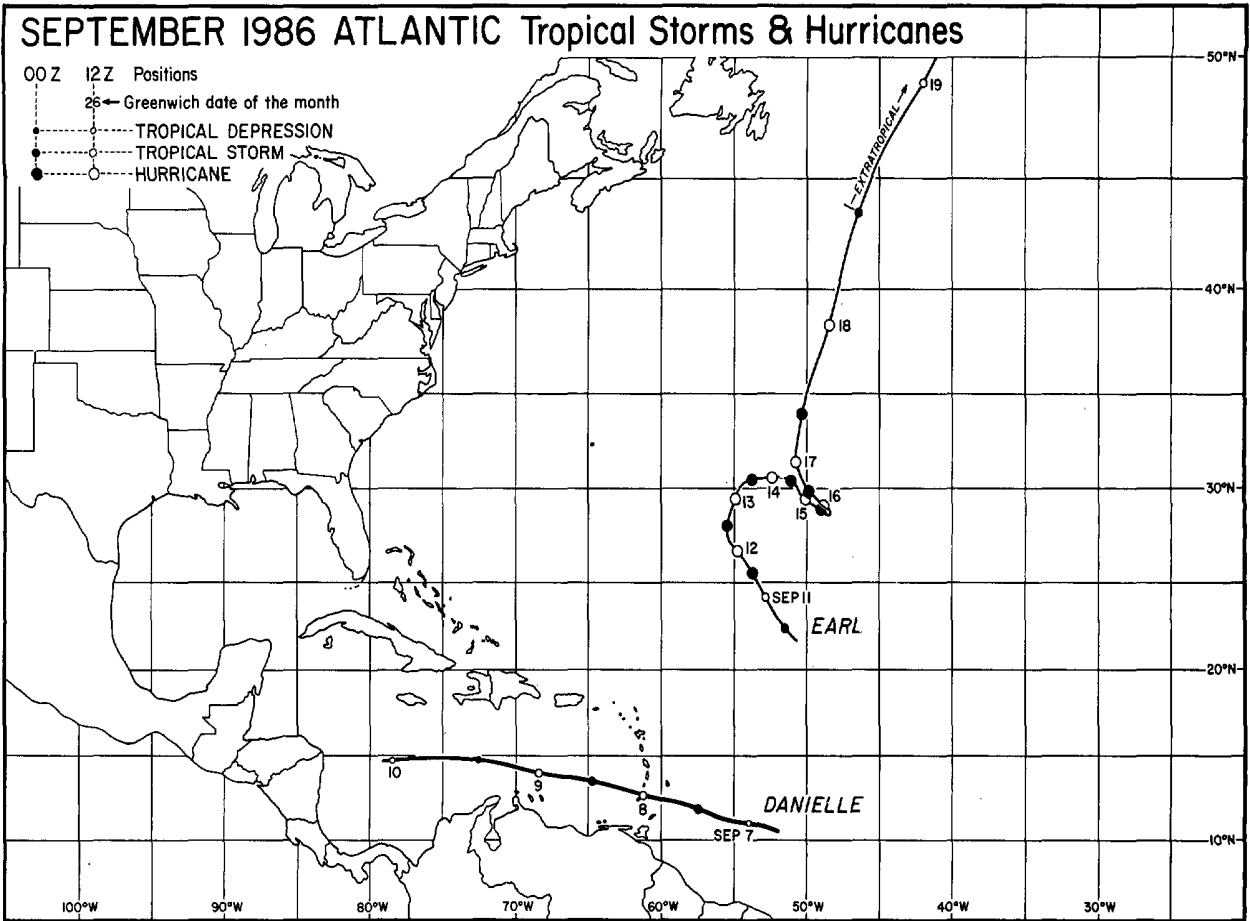 SEPTEMBER 1986 ATLANTIC Tropical Storms & Hurricanes
00 Z 12 Z Positions
26 Greenwich date of the month
TROPICAL DEPRESSION
TROPICAL STORM
HURRICANE
50°N
19
EXTRATROPICAL
40°N
18
17
30°N
14
16
13
15
12
SEP 11
EARL
20°N
10
9
8
DANIELLE
SEP 7
10°N
100°W 90°W 80°W 70°W 60°W 50°W 40°W 30°W